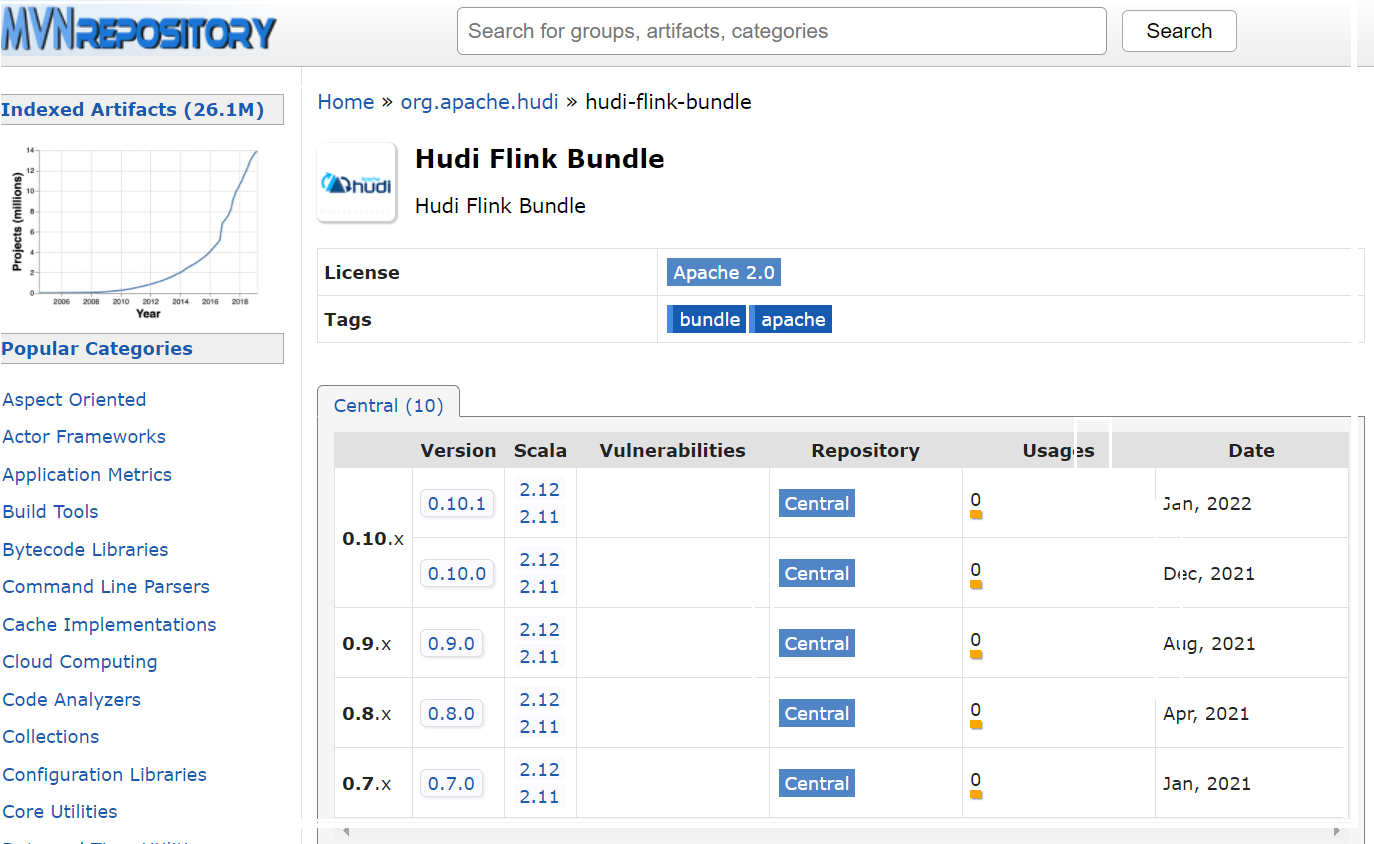 MVNREPOSITORY
Search for groups, artifacts, categories
Search
Indexed Artifacts (26.1M)
14
12
10
8
6
4
2
0
Projects (millions)
2006 2008 2010 2012 2014 2016 2018
Year
Popular Categories
Aspect Oriented
Actor Frameworks
Application Metrics
Build Tools
Bytecode Libraries
Command Line Parsers
Cache Implementations
Cloud Computing
Code Analyzers
Collections
Configuration Libraries
Core Utilities
Home » org.apache.hudi » hudi-flink-bundle
hudi
Hudi Flink Bundle
Hudi Flink Bundle
License Apache 2.0
Tags bundle apache
Central (10)
Version Scala Vulnerabilities Repository Usages Date
0.10.x
0.10.1 2.12 2.11 Central 0 Jan, 2022
0.10.0 2.12 2.11 Central 0 Dec, 2021
0.9.x 0.9.0 2.12 2.11 Central 0 Aug, 2021
0.8.x 0.8.0 2.12 2.11 Central 0 Apr, 2021
0.7.x 0.7.0 2.12 2.11 Central 0 Jan, 2021